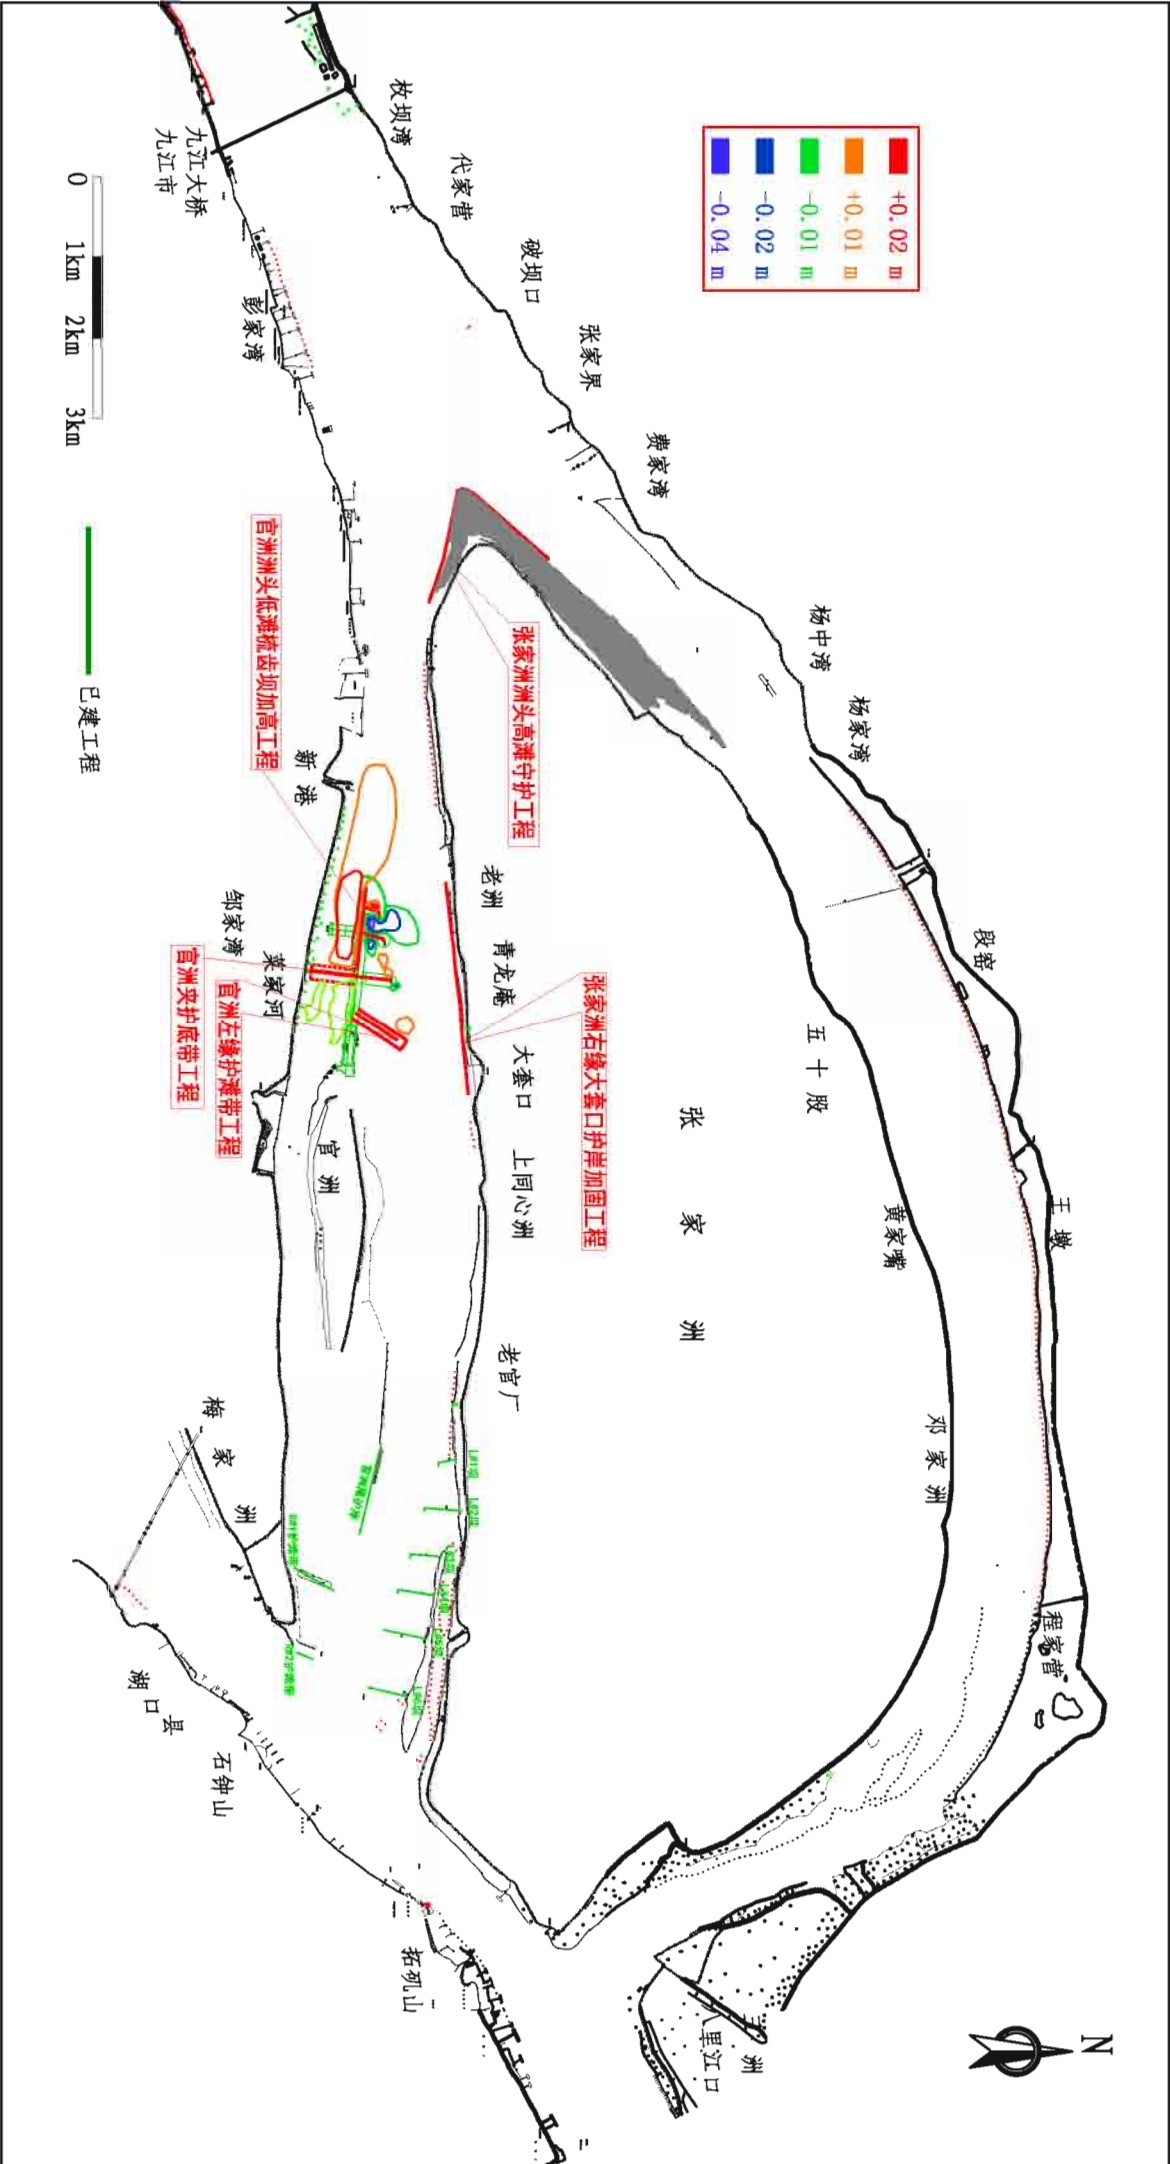 N
+0.02 m
+0.01 m
-0.01 m
-0.02 m
-0.04 m
枚坝湾
代家营
破坝口
张家界
费家湾
杨中湾
杨家湾
段窑
王墩
程家营
九江大桥
九江市
彭家湾
张家洲洲头高滩守护工程
官洲洲头低滩梳齿坝加高工程
新港
邹家湾
菜家河
官洲夹护底带工程
官洲左缘护滩带工程
老洲
青龙庵
张家洲右缘大套口护岸加固工程
大套口
上同心洲
五十股
张家洲
黄家嘴
官洲
老官厂
邓家洲
梅家洲
湖口县
石钟山
拓矶山
八里江口
洲
0
1km
2km
3km
已建工程